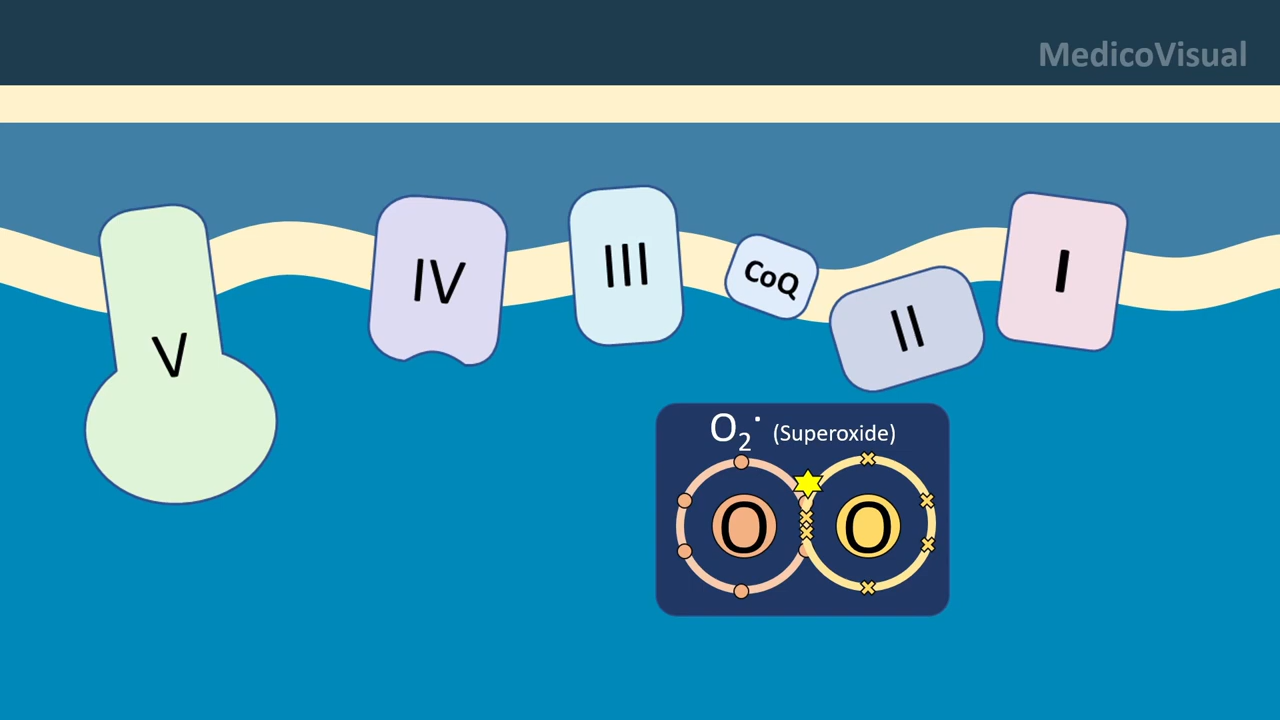 MedicoVisual
V
IV
III
CoQ
II
I
O₂˙ (Superoxide)
O O